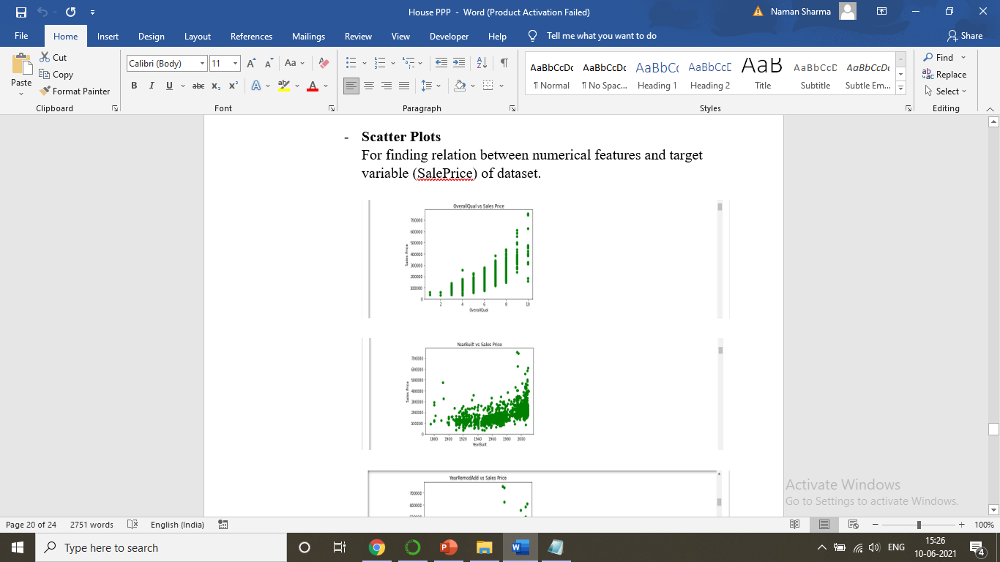 House PPP - Word (Product Activation Failed)
Naman Sharma
File Home Insert Design Layout References Mailings Review View Developer Help Tell me what you want to do Share
Paste
Cut
Copy
Format Painter
Clipboard
Calibri (Body) 11
Aa
B I U abc x₂ x²
A A
Font
Paragraph
AaBbCcDc AaBbCcDc AaBbC AaBbCcC AaB AaBbCcD AaBbCcDc
¶ Normal ¶ No Spac... Heading 1 Heading 2 Title Subtitle Subtle Em...
Styles
Find
Replace
Select
Editing
- Scatter Plots
For finding relation between numerical features and target
variable (SalePrice) of dataset.
OverallQual vs Sales Price
700000
600000
500000
400000
300000
200000
100000
0
Sales Price
2 4 6 8 10
OverallQual
YearBuilt vs Sales Price
700000
600000
500000
400000
300000
200000
100000
0
Sales Price
1880 1900 1920 1940 1960 1980 2000
YearBuilt
YearRemodAdd vs Sales Price
700000
600000
Activate Windows
Go to Settings to activate Windows.
Page 20 of 24 2751 words English (India) 100%
Type here to search
ENG
15:26
10-06-2021
4